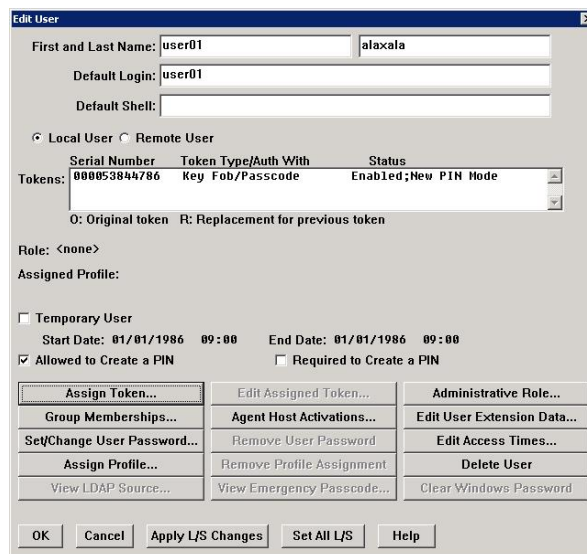 Edit User
First and Last Name: user01 alaxala
Default Login: user01
Default Shell:
Local User Remote User
Serial Number Token Type/Auth With Status
Tokens: 000053844786 Key Fob/Passcode Enabled;New PIN Mode
O: Original token R: Replacement for previous token
Role: <none>
Assigned Profile:
Temporary User
Start Date: 01/01/1986 09:00 End Date: 01/01/1986 09:00
Allowed to Create a PIN Required to Create a PIN
Assign Token... Edit Assigned Token... Administrative Role...
Group Memberships... Agent Host Activations... Edit User Extension Data...
Set/Change User Password... Remove User Password Edit Access Times...
Assign Profile... Remove Profile Assignment Delete User
View LDAP Source... View Emergency Passcode... Clear Windows Password
OK Cancel Apply L/S Changes Set All L/S Help